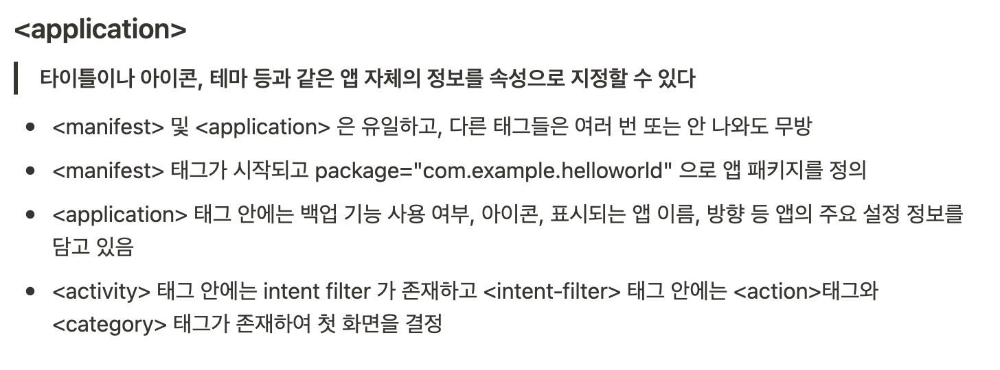 <application>
타이틀이나 아이콘, 테마 등과 같은 앱 자체의 정보를 속성으로 지정할 수 있다
• <manifest> 및 <application> 은 유일하고, 다른 태그들은 여러 번 또는 안 나와도 무방
• <manifest> 태그가 시작되고 package="com.example.helloworld" 으로 앱 패키지를 정의
• <application> 태그 안에는 백업 기능 사용 여부, 아이콘, 표시되는 앱 이름, 방향 등 앱의 주요 설정 정보를
담고 있음
• <activity> 태그 안에는 intent filter 가 존재하고 <intent-filter> 태그 안에는 <action>태그와
<category> 태그가 존재하여 첫 화면을 결정